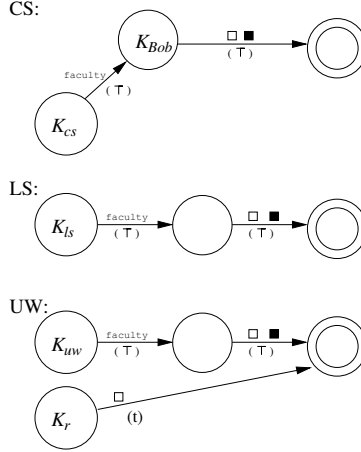 CS:
K_Bob □ ■
faculty (⊤)
(⊤)
K_cs
LS:
faculty □ ■
K_ls
(⊤) (⊤)
UW:
faculty □ ■
K_uw
(⊤) (⊤)
□
K_r (t)